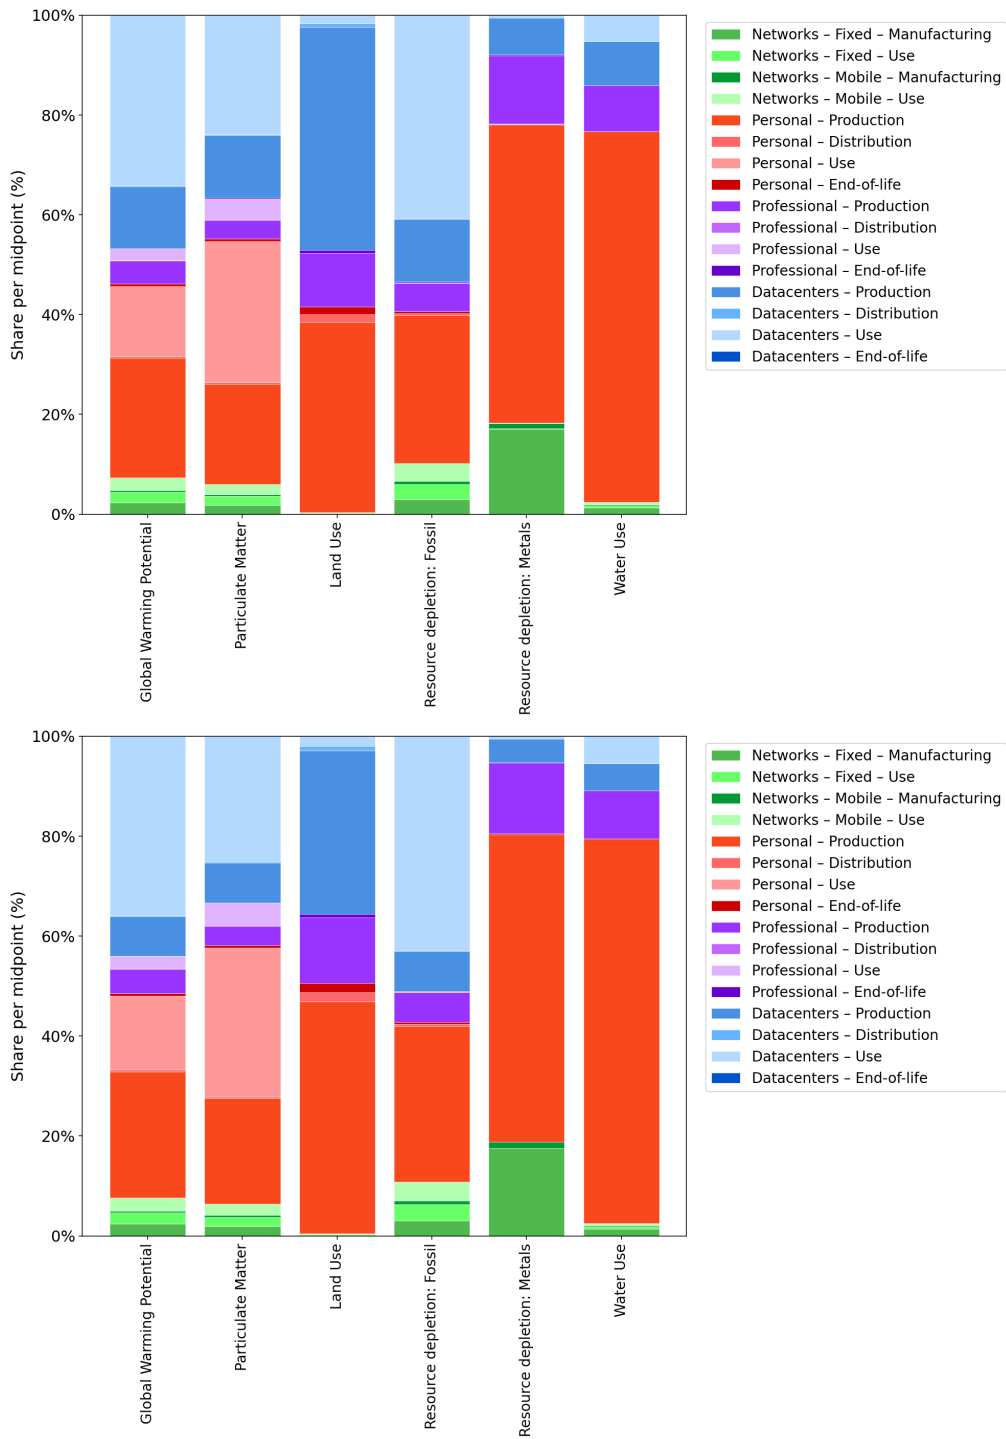 100%
80%
60%
40%
20%
0%
Share per midpoint (%)
Global Warming Potential
Particulate Matter
Land Use
Resource depletion: Fossil
Resource depletion: Metals
Water Use
Networks – Fixed – Manufacturing
Networks – Fixed – Use
Networks – Mobile – Manufacturing
Networks – Mobile – Use
Personal – Production
Personal – Distribution
Personal – Use
Personal – End-of-life
Professional – Production
Professional – Distribution
Professional – Use
Professional – End-of-life
Datacenters – Production
Datacenters – Distribution
Datacenters – Use
Datacenters – End-of-life
100%
80%
60%
40%
20%
0%
Share per midpoint (%)
Global Warming Potential
Particulate Matter
Land Use
Resource depletion: Fossil
Resource depletion: Metals
Water Use
Networks – Fixed – Manufacturing
Networks – Fixed – Use
Networks – Mobile – Manufacturing
Networks – Mobile – Use
Personal – Production
Personal – Distribution
Personal – Use
Personal – End-of-life
Professional – Production
Professional – Distribution
Professional – Use
Professional – End-of-life
Datacenters – Production
Datacenters – Distribution
Datacenters – Use
Datacenters – End-of-life